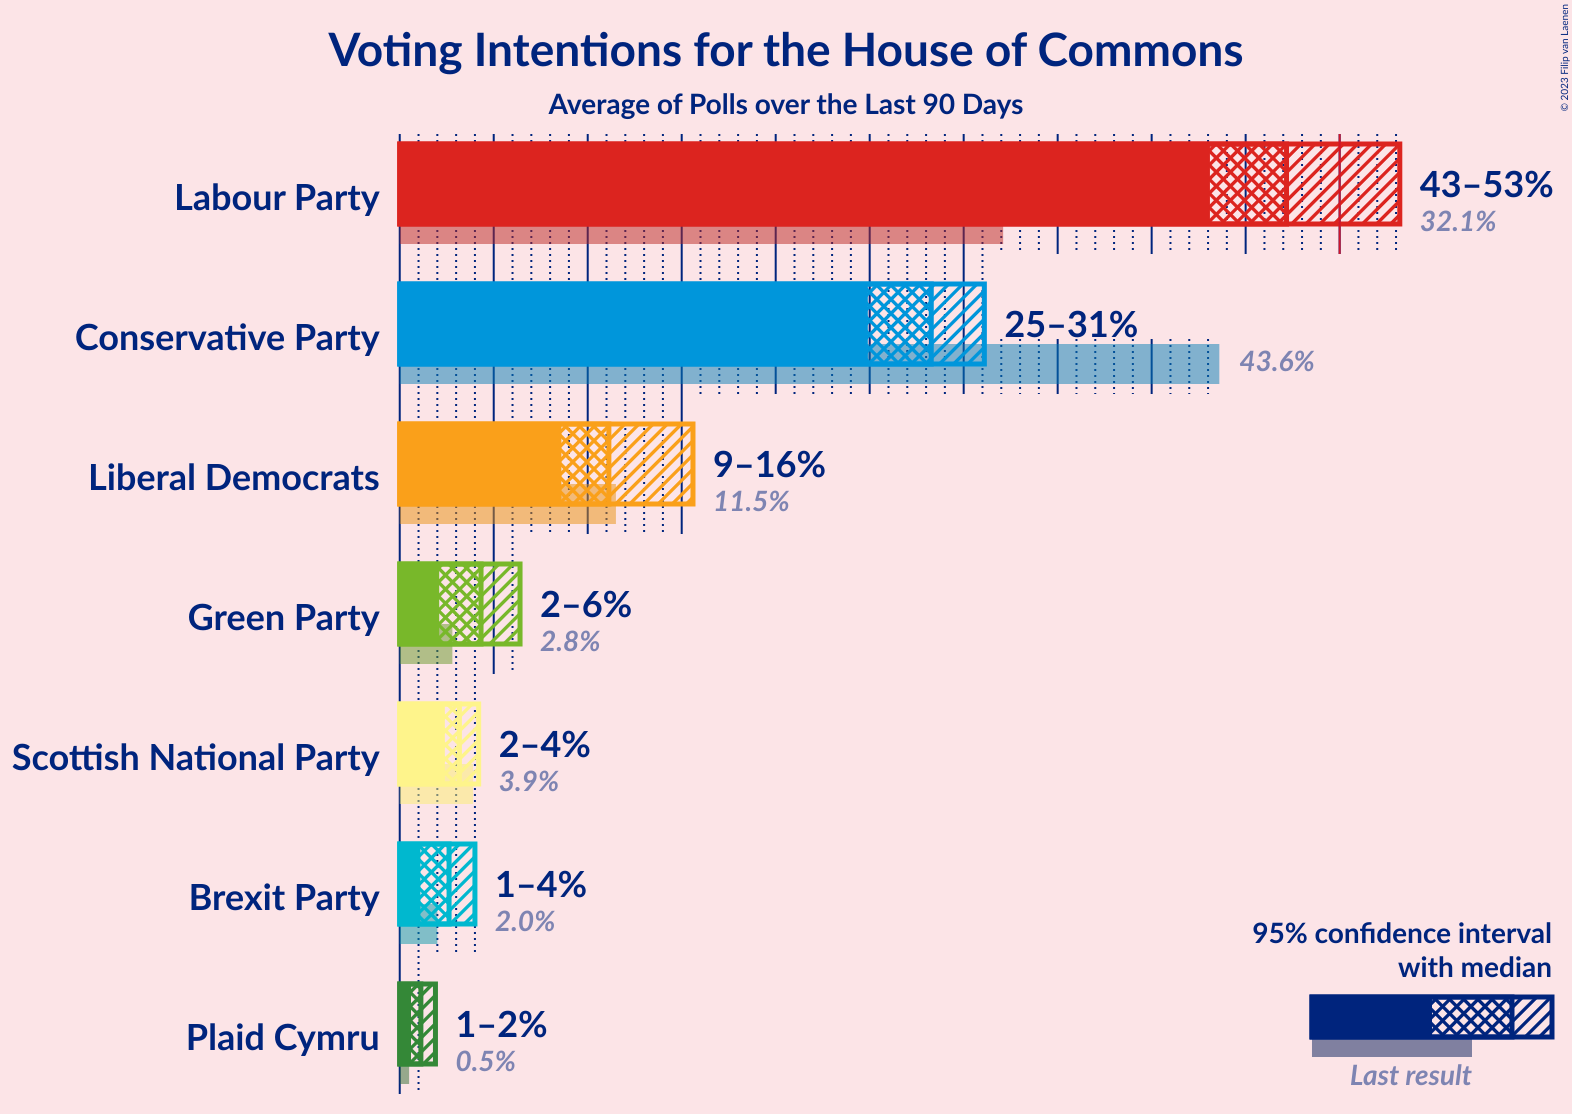 Voting Intentions for the House of Commons
Average of Polls over the Last 90 Days
© 2023 Filip van Laenen
Labour Party
43–53%
32.1%
Conservative Party
25–31%
43.6%
Liberal Democrats
9–16%
11.5%
Green Party
2–6%
2.8%
Scottish National Party
2–4%
3.9%
Brexit Party
1–4%
2.0%
Plaid Cymru
1–2%
0.5%
95% confidence interval
with median
Last result